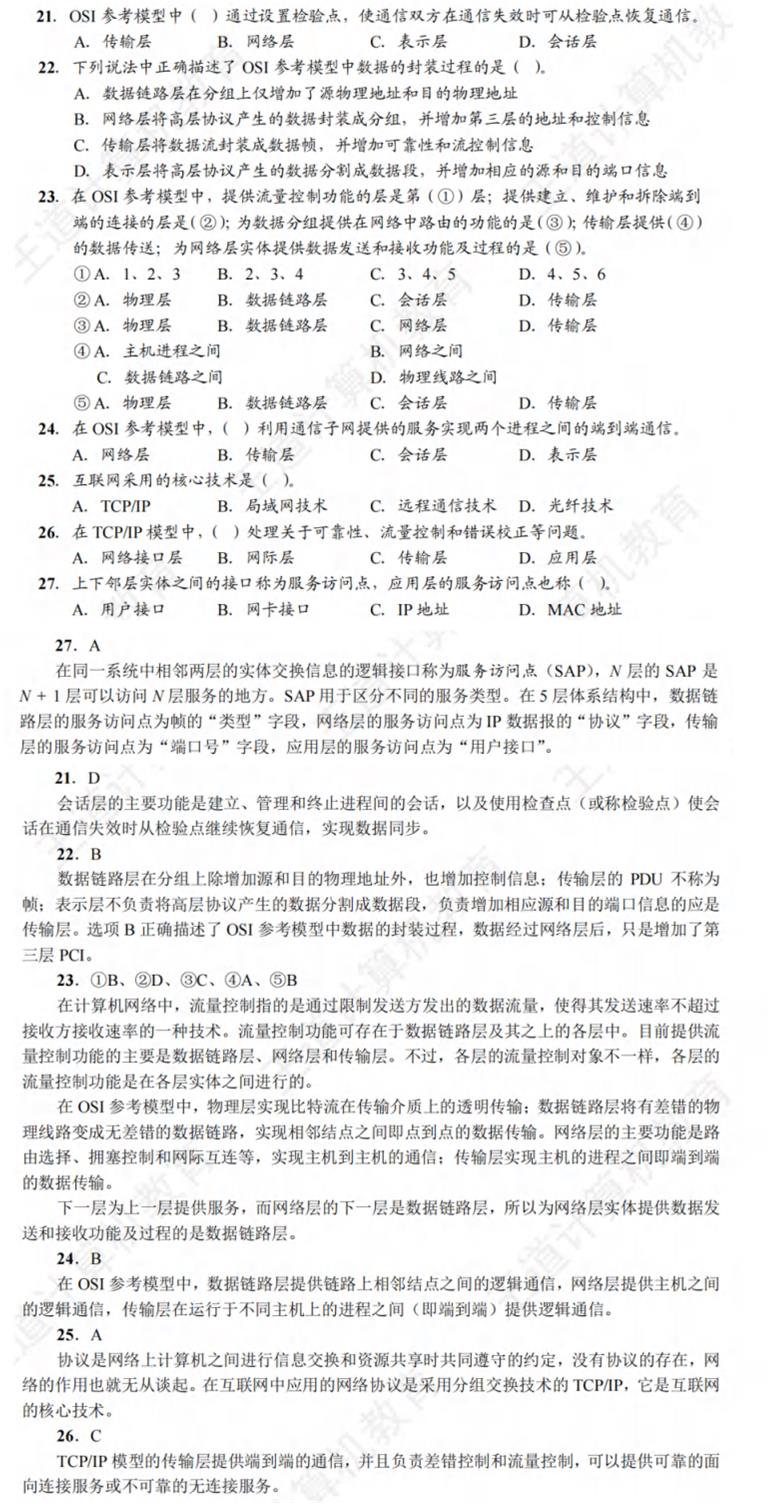 21. OSI 参考模型中（ ）通过设置检验点，使通信双方在通信失效时可从检验点恢复通信。
A. 传输层 B. 网络层 C. 表示层 D. 会话层
22. 下列说法中正确描述了 OSI 参考模型中数据的封装过程的是（ ）。
A. 数据链路层在分组上仅增加了源物理地址和目的物理地址
B. 网络层将高层协议产生的数据封装成分组，并增加第三层的地址和控制信息
C. 传输层将数据流封装成数据帧，并增加可靠性和流控制信息
D. 表示层将高层协议产生的数据分割成数据段，并增加相应的源和目的端口信息
23. 在 OSI 参考模型中，提供流量控制功能的层是第（①）层；提供建立、维护和拆除端到
端的连接的层是（②）；为数据分组提供在网络中路由的功能的是（③）；传输层提供（④）
的数据传送；为网络层实体提供数据发送和接收功能及过程的是（⑤）。
① A. 1、2、3 B. 2、3、4 C. 3、4、5 D. 4、5、6
② A. 物理层 B. 数据链路层 C. 会话层 D. 传输层
③ A. 物理层 B. 数据链路层 C. 网络层 D. 传输层
④ A. 主机进程之间 B. 网络之间
C. 数据链路之间 D. 物理线路之间
⑤ A. 物理层 B. 数据链路层 C. 会话层 D. 传输层
24. 在 OSI 参考模型中，（ ）利用通信子网提供的服务实现两个进程之间的端到端通信。
A. 网络层 B. 传输层 C. 会话层 D. 表示层
25. 互联网采用的核心技术是（ ）。
A. TCP/IP B. 局域网技术 C. 远程通信技术 D. 光纤技术
26. 在 TCP/IP 模型中，（ ）处理关于可靠性、流量控制和错误校正等问题。
A. 网络接口层 B. 网际层 C. 传输层 D. 应用层
27. 上下邻层实体之间的接口称为服务访问点，应用层的服务访问点也称（ ）。
A. 用户接口 B. 网卡接口 C. IP 地址 D. MAC 地址
27. A
在同一系统中相邻两层的实体交换信息的逻辑接口称为服务访问点（SAP），N 层的 SAP 是
N + 1 层可以访问 N 层服务的地方。SAP 用于区分不同的服务类型。在 5 层体系结构中，数据链
路层的服务访问点为帧的“类型”字段，网络层的服务访问点为 IP 数据报的“协议”字段，传输
层的服务访问点为“端口号”字段，应用层的服务访问点为“用户接口”。
21. D
会话层的主要功能是建立、管理和终止进程间的会话，以及使用检查点（或称检验点）使会
话在通信失效时从检验点继续恢复通信，实现数据同步。
22. B
数据链路层在分组上除增加源和目的物理地址外，也增加控制信息；传输层的 PDU 不称为
帧；表示层不负责将高层协议产生的数据分割成数据段，负责增加相应源和目的端口信息的应是
传输层。选项 B 正确描述了 OSI 参考模型中数据的封装过程，数据经过网络层后，只是增加了第
三层 PCI。
23. ①B、②D、③C、④A、⑤B
在计算机网络中，流量控制指的是通过限制发送方发出的数据流量，使得其发送速率不超过
接收方接收速率的一种技术。流量控制功能可存在于数据链路层及其之上的各层中。目前提供流
量控制功能的主要是数据链路层、网络层和传输层。不过，各层的流量控制对象不一样，各层的
流量控制功能是在各层实体之间进行的。
在 OSI 参考模型中，物理层实现比特流在传输介质上的透明传输；数据链路层将有差错的物
理线路变成无差错的数据链路，实现相邻结点之间即点到点的数据传输。网络层的主要功能是路
由选择、拥塞控制和网际互连等，实现主机到主机的通信；传输层实现主机的进程之间即端到端
的数据传输。
下一层为上一层提供服务，而网络层的下一层是数据链路层，所以为网络层实体提供数据发
送和接收功能及过程的是数据链路层。
24. B
在 OSI 参考模型中，数据链路层提供链路上相邻结点之间的逻辑通信，网络层提供主机之间
的逻辑通信，传输层在运行于不同主机上的进程之间（即端到端）提供逻辑通信。
25. A
协议是网络上计算机之间进行信息交换和资源共享时共同遵守的约定，没有协议的存在，网
络的作用也就无从谈起。在互联网中应用的网络协议是采用分组交换技术的 TCP/IP，它是互联网
的核心技术。
26. C
TCP/IP 模型的传输层提供端到端的通信，并且负责差错控制和流量控制，可以提供可靠的面
向连接服务或不可靠的无连接服务。